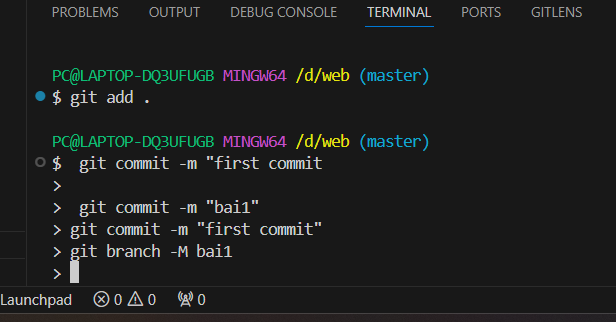 PROBLEMS OUTPUT DEBUG CONSOLE TERMINAL PORTS GITLENS
PC@LAPTOP-DQ3UFUGB MINGW64 /d/web (master)
$ git add .
PC@LAPTOP-DQ3UFUGB MINGW64 /d/web (master)
$  git commit -m "first commit
>
>  git commit -m "bai1"
> git commit -m "first commit"
> git branch -M bai1
>
Launchpad 0 0 0